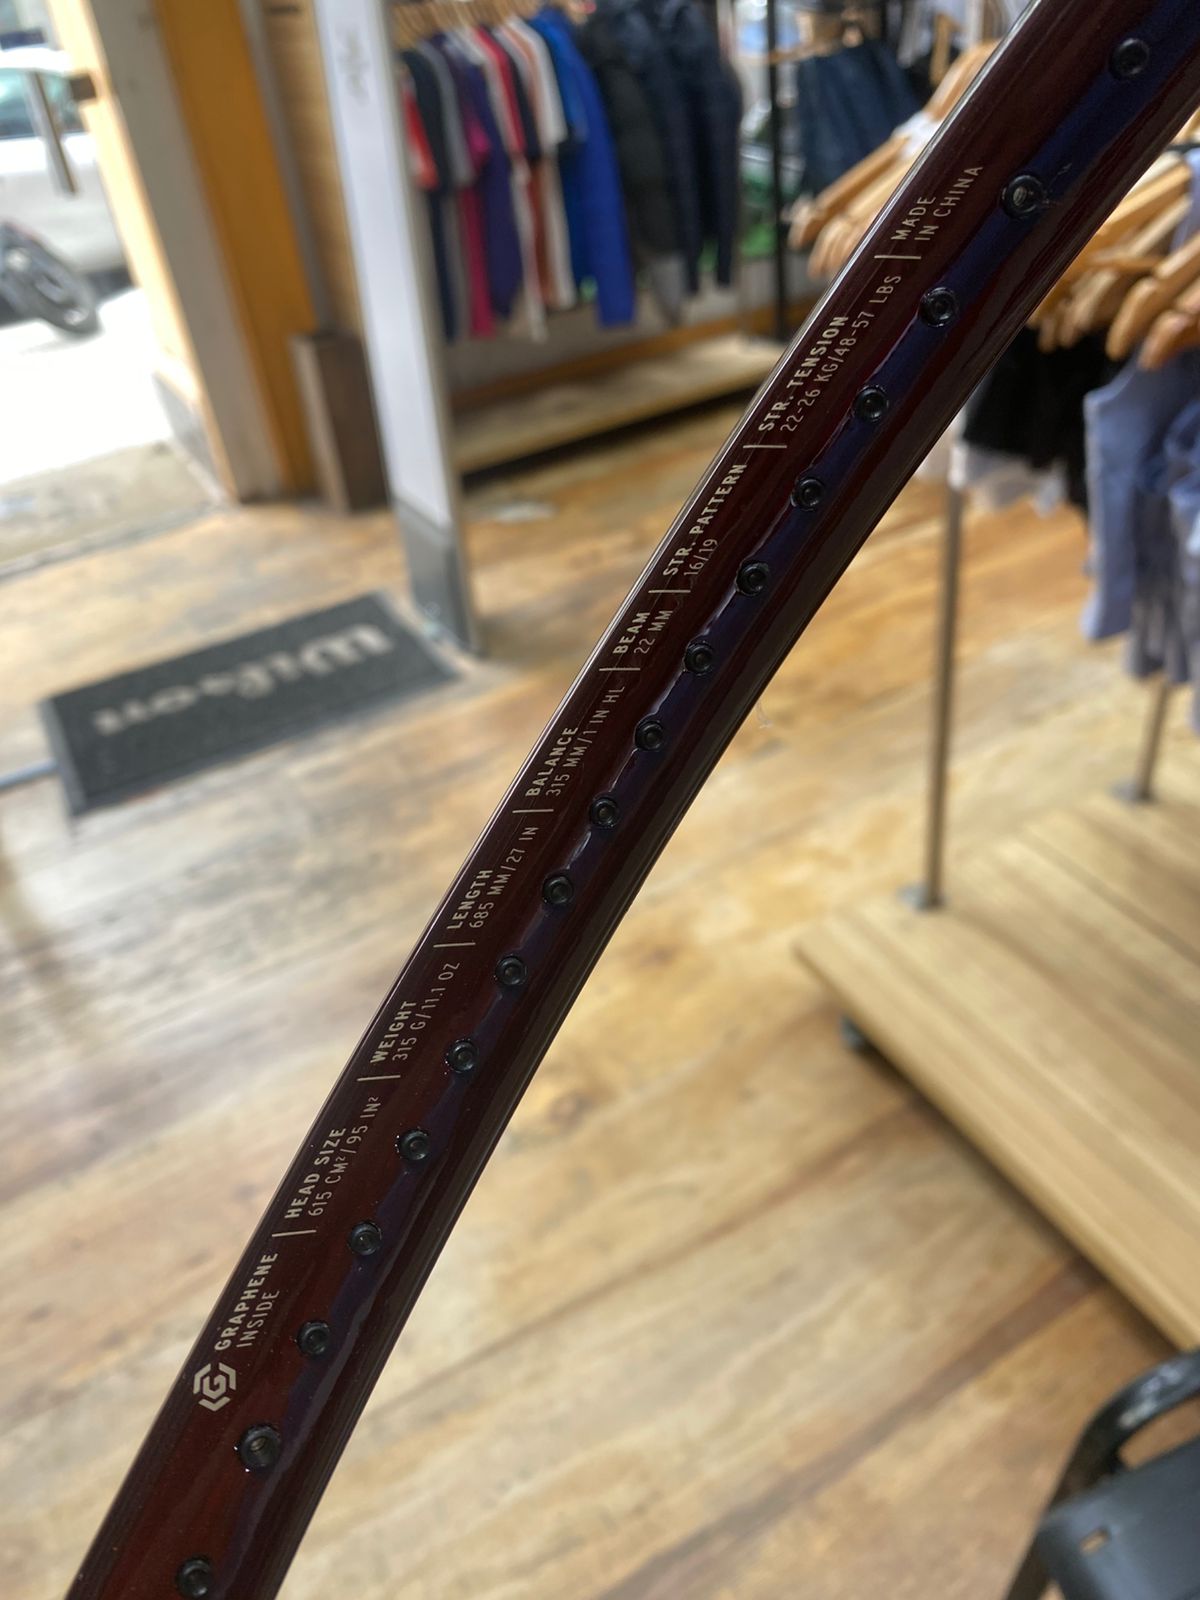 GRAPHENE
INSIDE
HEAD SIZE
615 CM²/95 IN²
WEIGHT
315 G/11.1 OZ
LENGTH
685 MM/27 IN
BALANCE
315 MM/1 IN HL
BEAM
22 MM
STR. PATTERN
16/19
STR. TENSION
22-26 KG/48-57 LBS
MADE
IN CHINA
Wilson